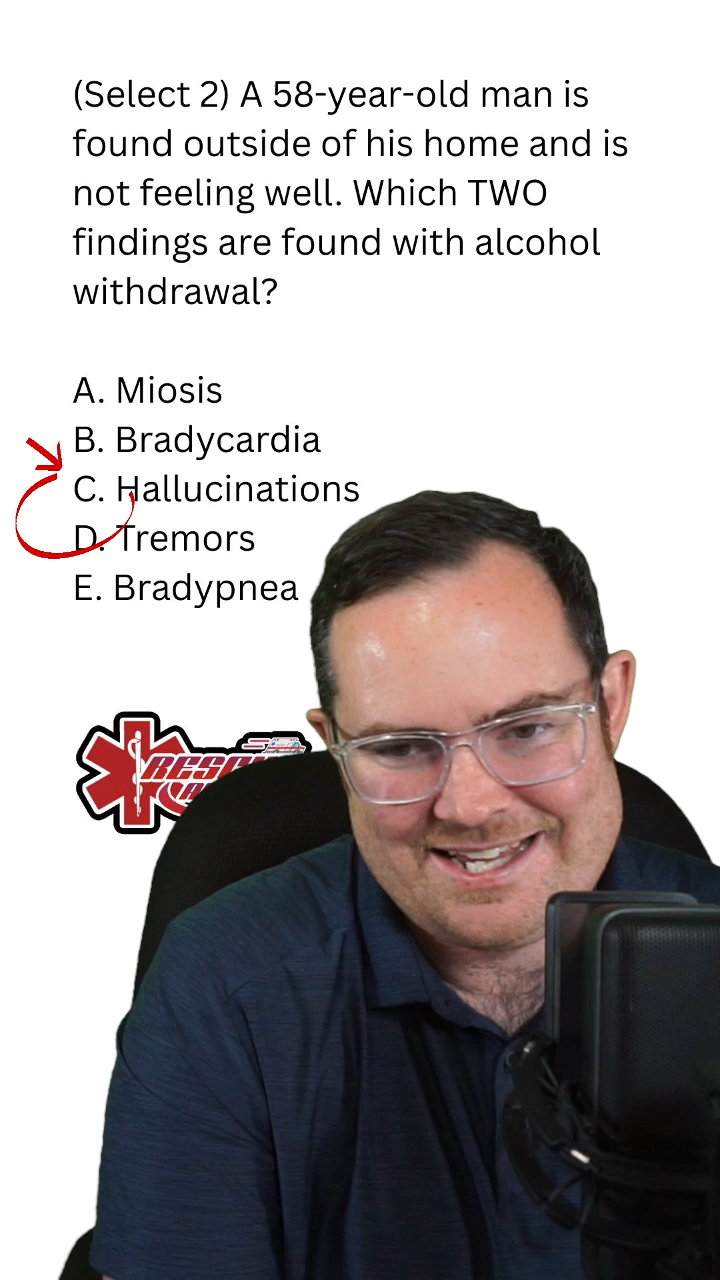 (Select 2) A 58-year-old man is
found outside of his home and is
not feeling well. Which TWO
findings are found with alcohol
withdrawal?
A. Miosis
B. Bradycardia
C. Hallucinations
D. Tremors
E. Bradypnea